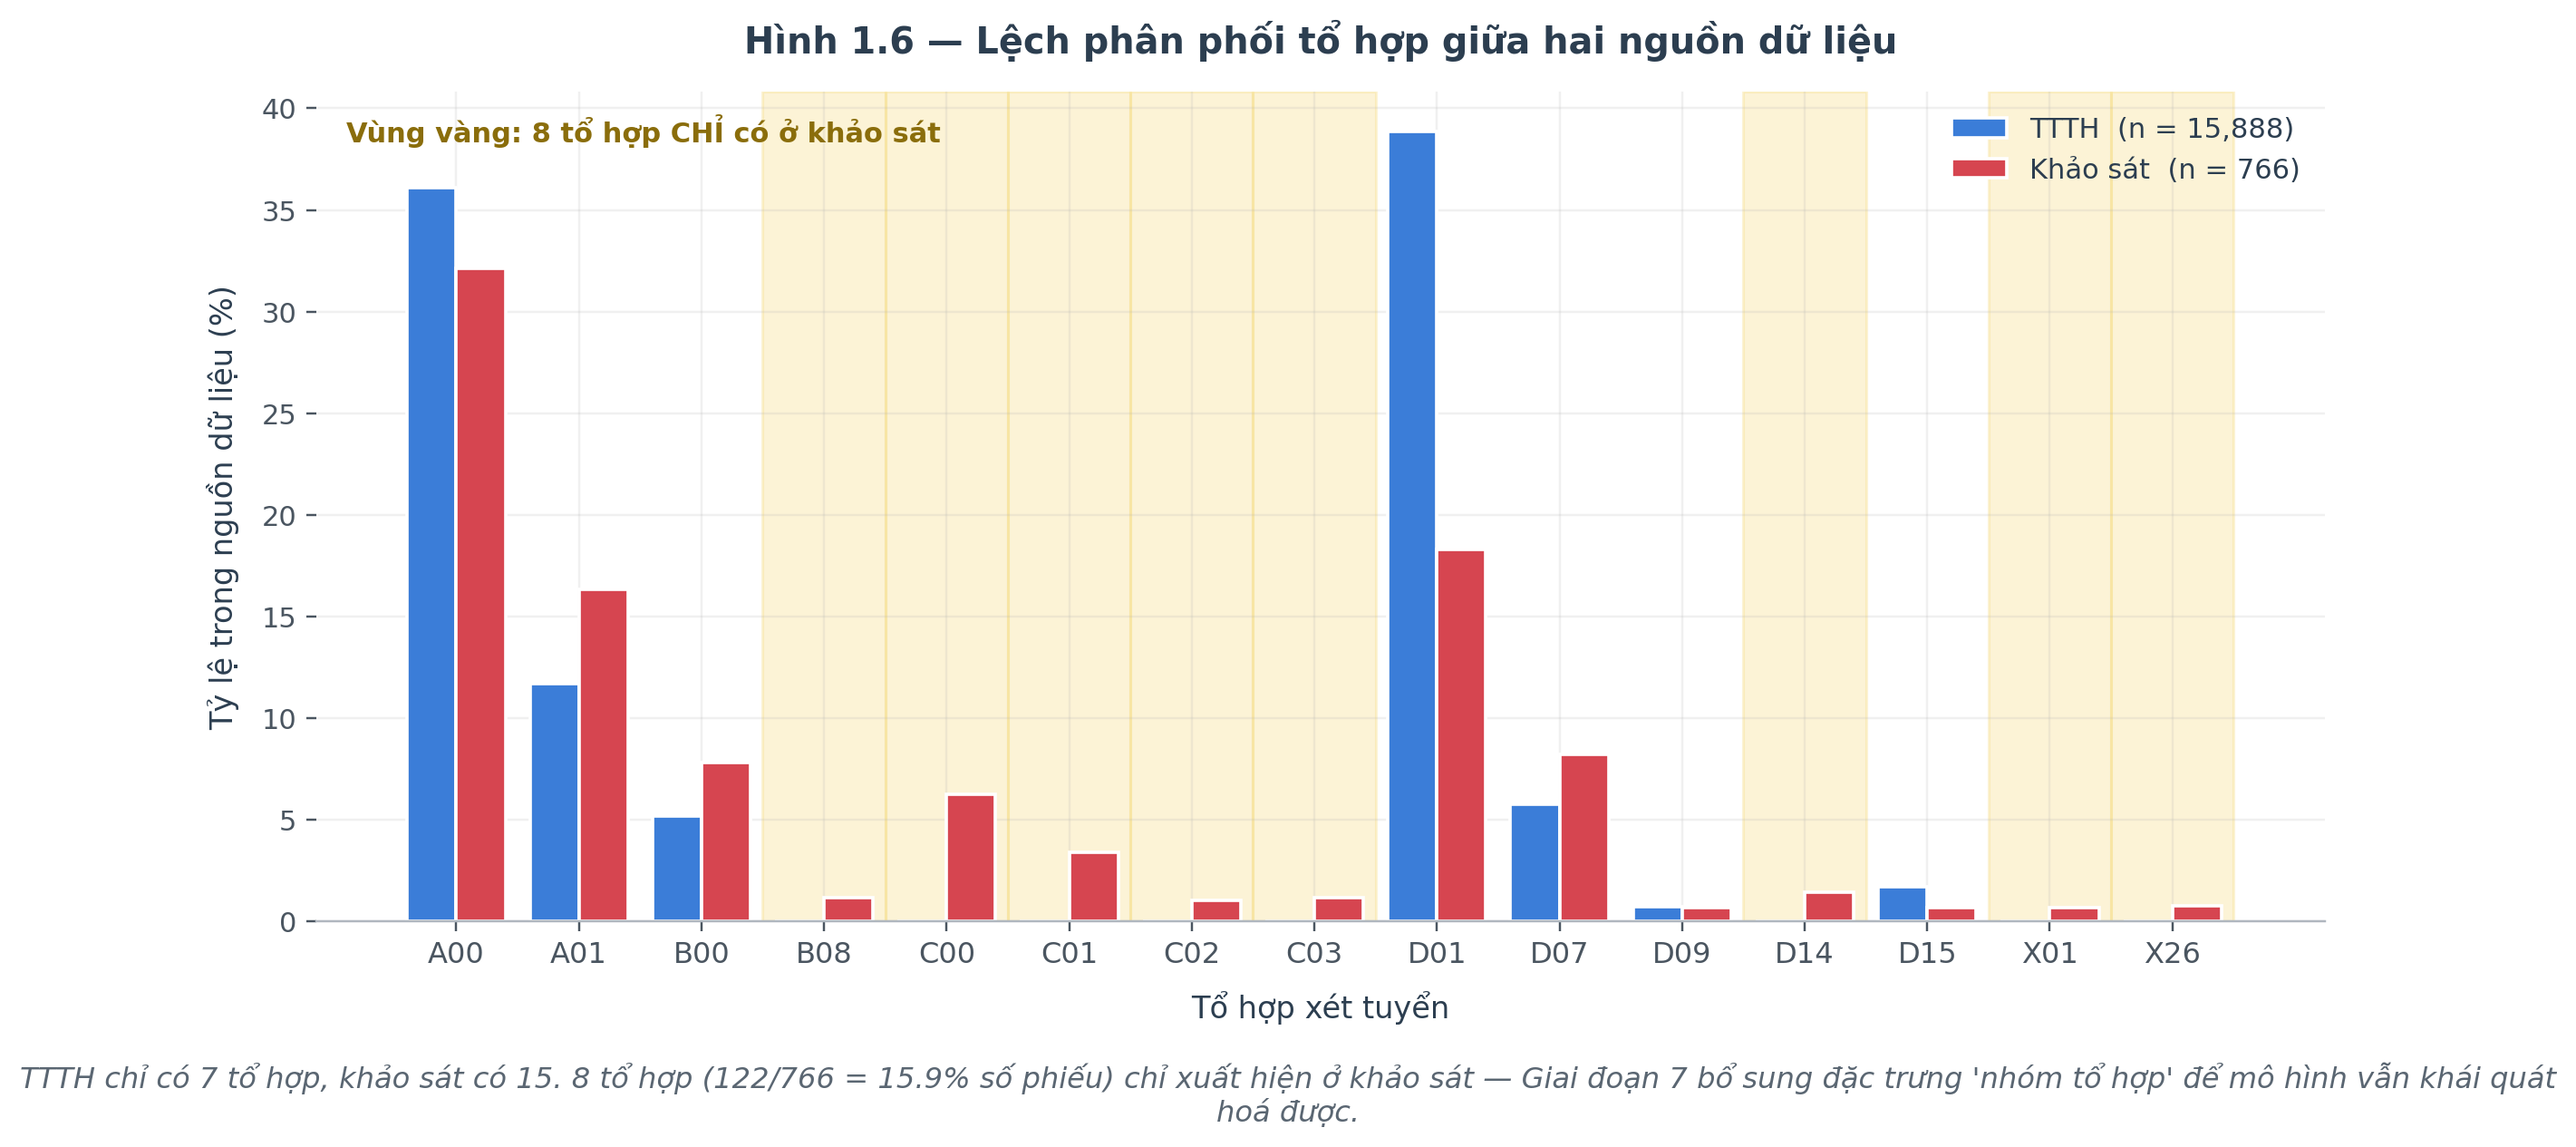 Hình 1.6 — Lệch phân phối tổ hợp giữa hai nguồn dữ liệu
Vùng vàng: 8 tổ hợp CHỈ có ở khảo sát
TTTH (n = 15,888)
Khảo sát (n = 766)
Tỷ lệ trong nguồn dữ liệu (%)
40
35
30
25
20
15
10
5
0
A00 A01 B00 B08 C00 C01 C02 C03 D01 D07 D09 D14 D15 X01 X26
Tổ hợp xét tuyển
TTTH chỉ có 7 tổ hợp, khảo sát có 15. 8 tổ hợp (122/766 = 15.9% số phiếu) chỉ xuất hiện ở khảo sát — Giai đoạn 7 bổ sung đặc trưng 'nhóm tổ hợp' để mô hình vẫn khái quát
hoá được.